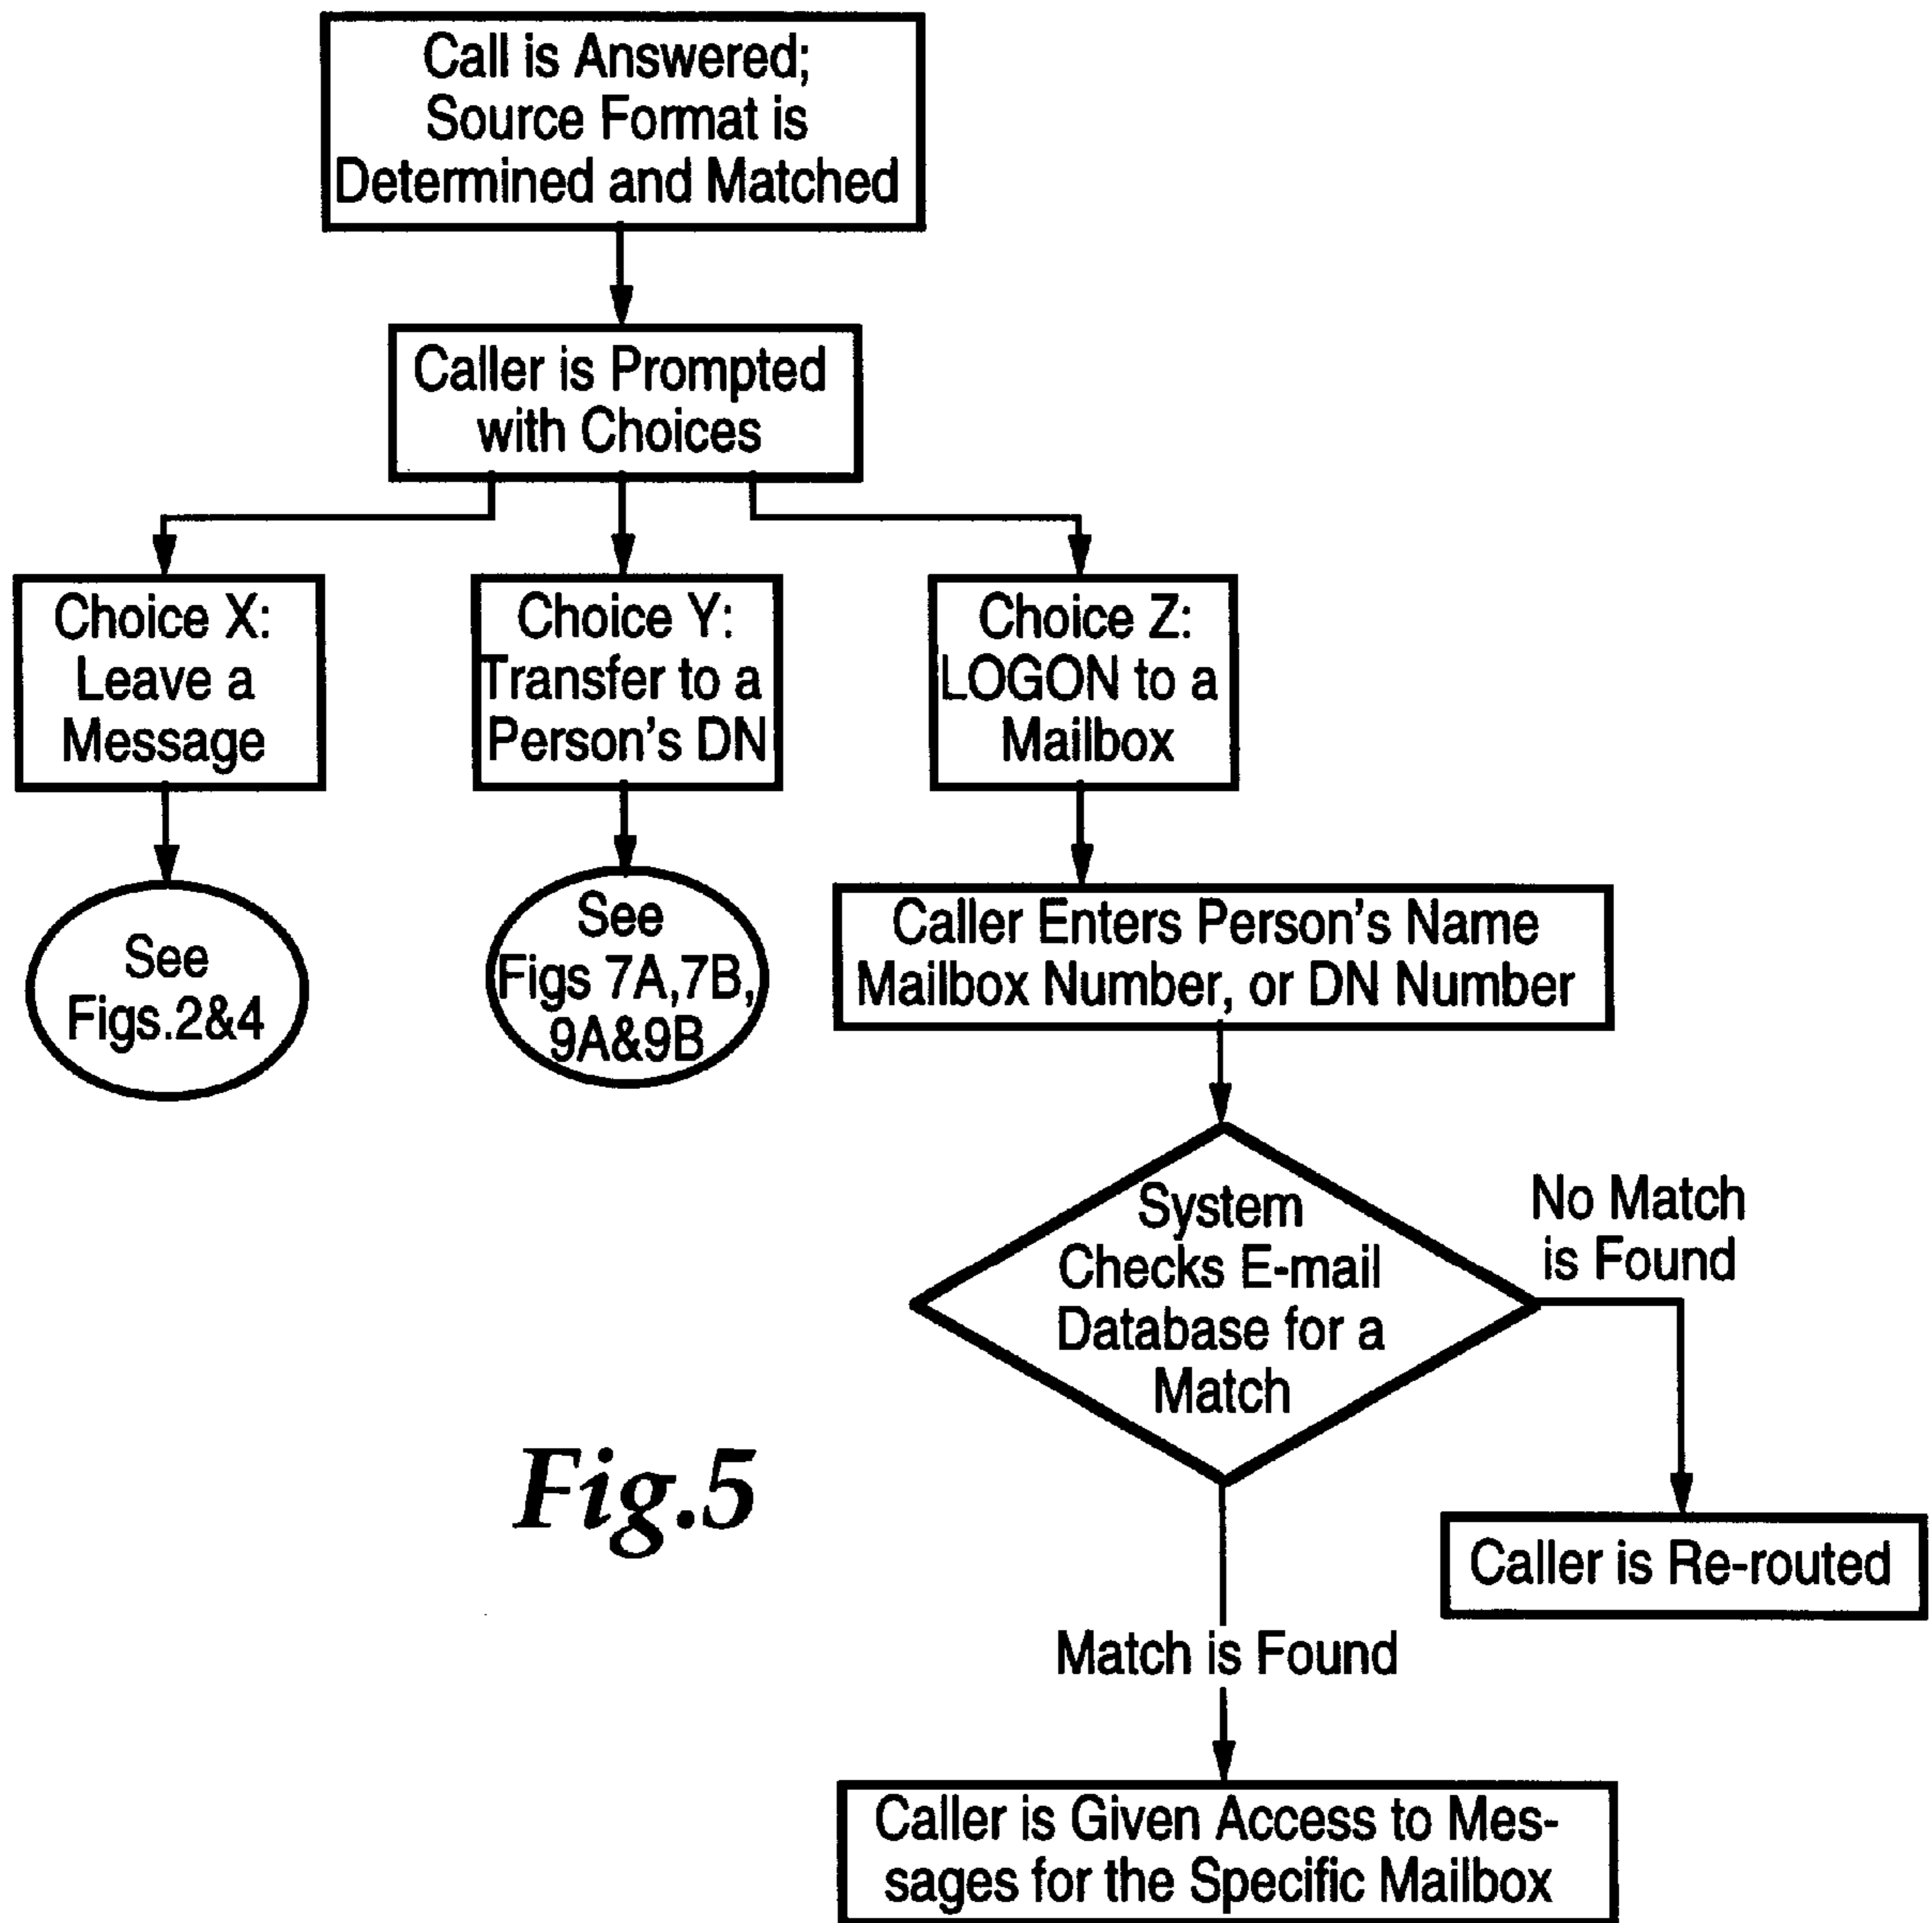 Call is Answered;
Source Format is
Determined and Matched
Caller is Prompted
with Choices
Choice X:
Leave a
Message
Choice Y:
Transfer to a
Person's DN
Choice Z:
LOGON to a
Mailbox
See
Figs.2&4
See
Figs 7A,7B,
9A&9B
Caller Enters Person's Name
Mailbox Number, or DN Number
System
Checks E-mail
Database for a
Match
No Match
is Found
Caller is Re-routed
Match is Found
Caller is Given Access to Mes-
sages for the Specific Mailbox
Fig.5